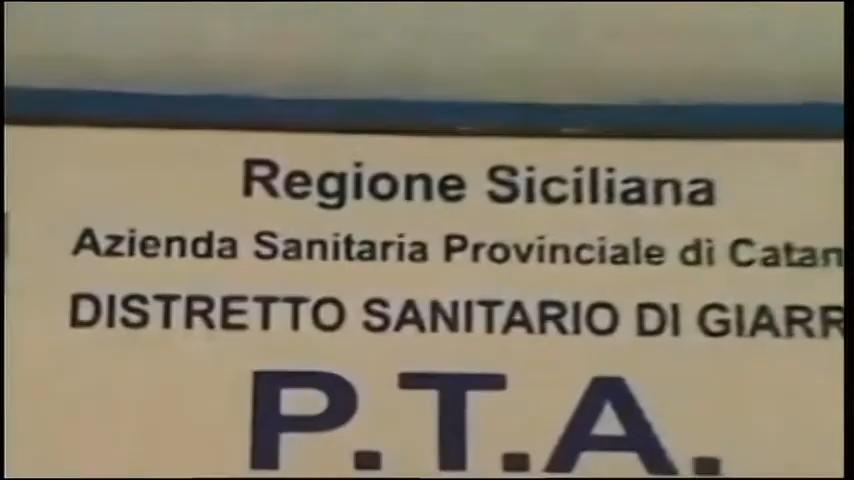 Regione Siciliana
Azienda Sanitaria Provinciale di Catan
DISTRETTO SANITARIO DI GIARR
P.T.A.